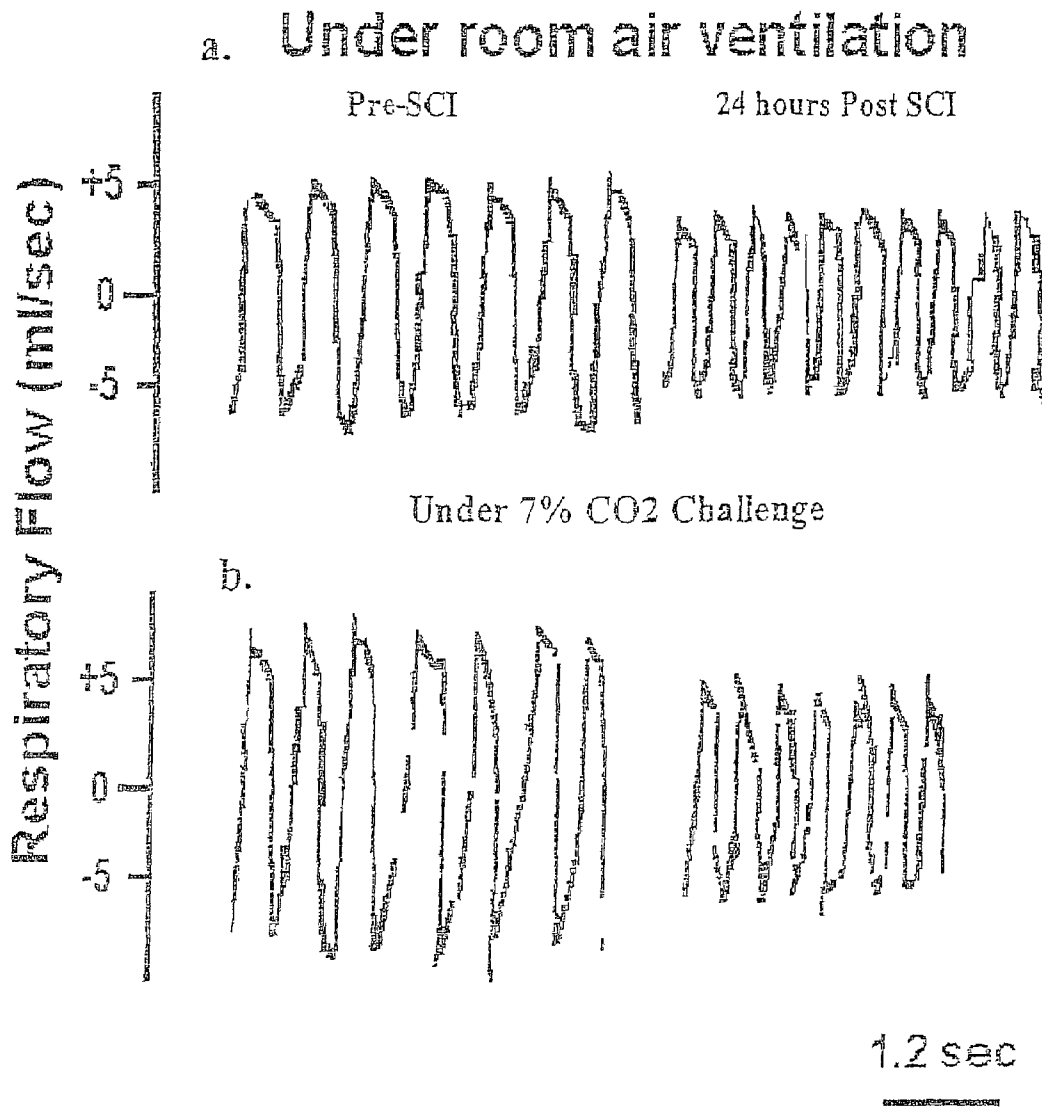 a. Under room air ventilation
Pre-SCI 24 hours Post SCI
Respiratory Flow (ml/sec)
+5
0
-5
Under 7% CO2 Challenge
b.
+5
0
-5
1.2 sec